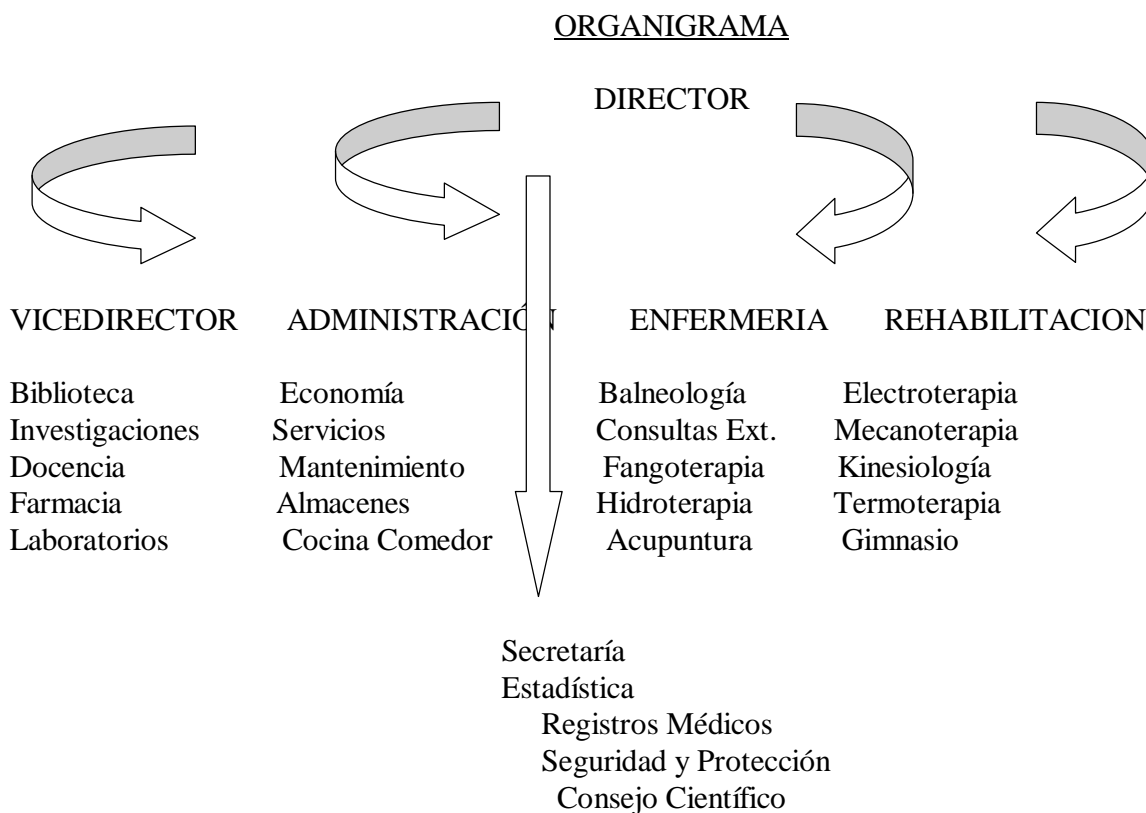 ORGANIGRAMA
DIRECTOR
VICEDIRECTOR ADMINISTRACIÓN ENFERMERIA REHABILITACION
Biblioteca Economía Balneología Electroterapia
Investigaciones Servicios Consultas Ext. Mecanoterapia
Docencia Mantenimiento Fangoterapia Kinesiología
Farmacia Almacenes Hidroterapia Termoterapia
Laboratorios Cocina Comedor Acupuntura Gimnasio
Secretaría
Estadística
Registros Médicos
Seguridad y Protección
Consejo Científico